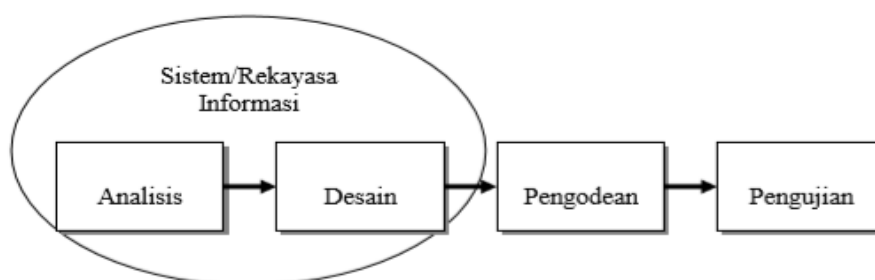 Sistem/Rekayasa
Informasi
Analisis
Desain
Pengodean
Pengujian